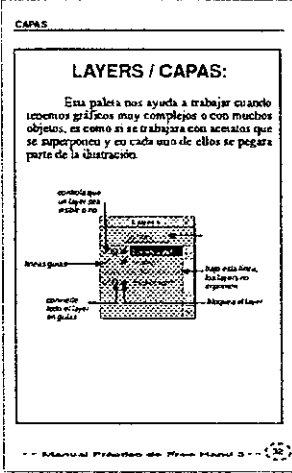 CAPAS
LAYERS / CAPAS:
Esta paleta nos ayuda a trabajar cuando
tenemos gráficos muy complejos o con muchos
objetos, es como si se trabajara con acetatos que
se superponen y en cada uno de ellos se pegara
parte de la ilustración.
controla que
un layer sea
visible o no
Layers
líneas guías
bajo esta línea,
los layers no
imprimen
convierte
todo el layer
en guías
bloquea el layer
-- Manual Práctico de Free Hand 3 -- 32